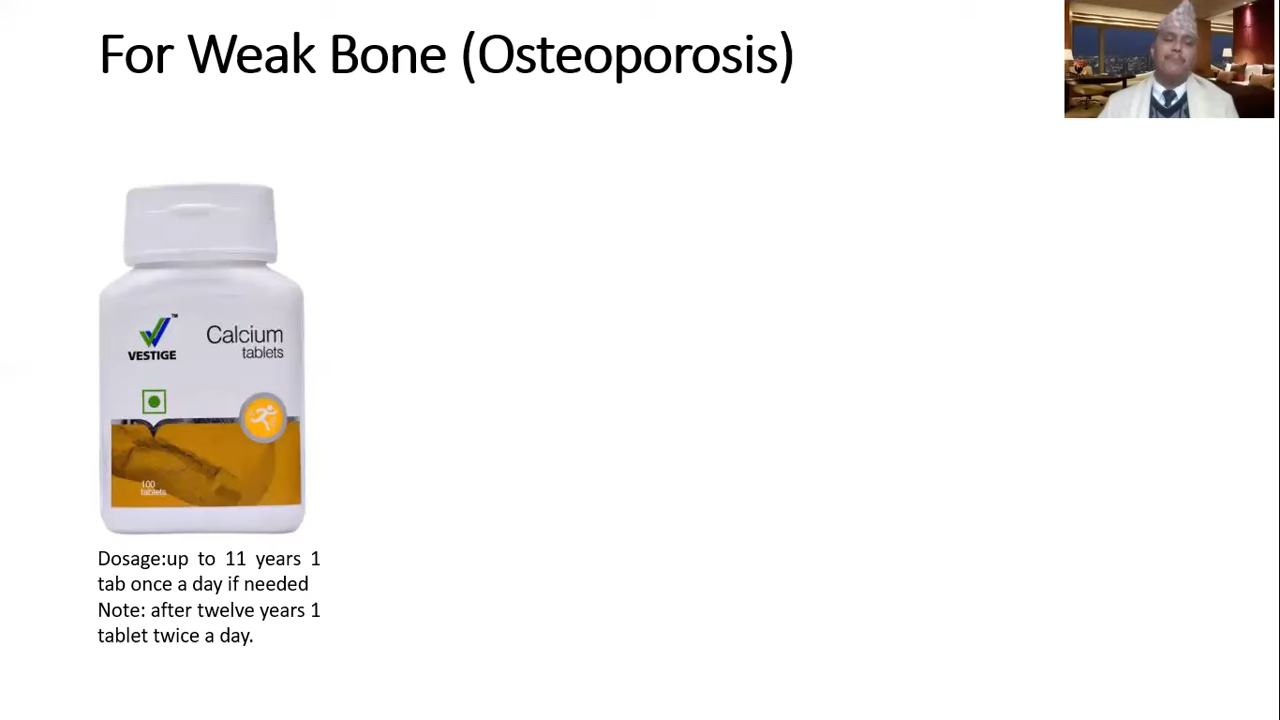 For Weak Bone (Osteoporosis)
TM
VESTIGE
Calcium
tablets
100
tablets
Dosage:up to 11 years 1
tab once a day if needed
Note: after twelve years 1
tablet twice a day.